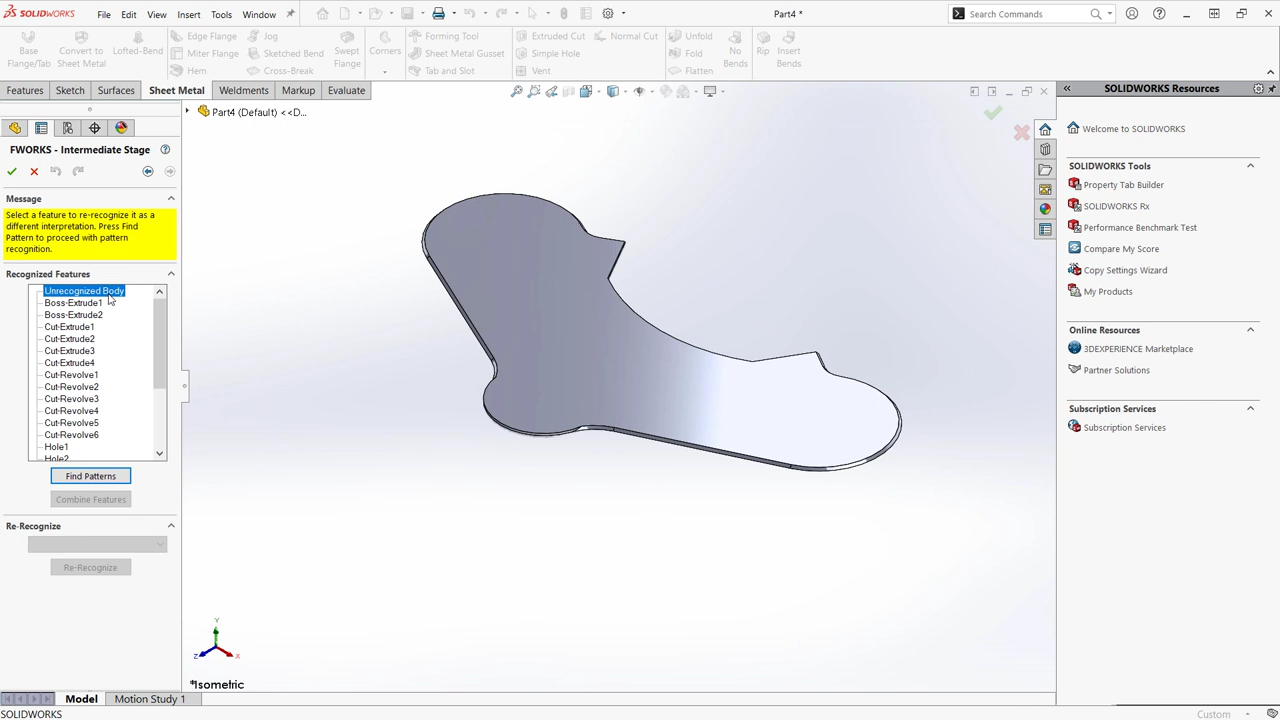 SOLIDWORKS
File Edit View Insert Tools Window
Part4 *
Search Commands
Base Flange/Tab
Convert to Sheet Metal
Lofted-Bend
Edge Flange
Miter Flange
Hem
Jog
Sketched Bend
Cross-Break
Swept Flange
Corners
Forming Tool
Sheet Metal Gusset
Tab and Slot
Extruded Cut
Simple Hole
Vent
Normal Cut
Unfold
Fold
Flatten
No Bends
Rip
Insert Bends
Features Sketch Surfaces Sheet Metal Weldments Markup Evaluate
Part4 (Default) <<D...
FWORKS - Intermediate Stage
Message
Select a feature to re-recognize it as a
different interpretation. Press Find
Pattern to proceed with pattern
recognition.
Recognized Features
Unrecognized Body
Boss-Extrude1
Boss-Extrude2
Cut-Extrude1
Cut-Extrude2
Cut-Extrude3
Cut-Extrude4
Cut-Revolve1
Cut-Revolve2
Cut-Revolve3
Cut-Revolve4
Cut-Revolve5
Cut-Revolve6
Hole1
Hole2
Find Patterns
Combine Features
Re-Recognize
Re-Recognize
Y
Z
X
*Isometric
SOLIDWORKS Resources
Welcome to SOLIDWORKS
SOLIDWORKS Tools
Property Tab Builder
SOLIDWORKS Rx
Performance Benchmark Test
Compare My Score
Copy Settings Wizard
My Products
Online Resources
3DEXPERIENCE Marketplace
Partner Solutions
Subscription Services
Subscription Services
Model Motion Study 1
SOLIDWORKS
Custom